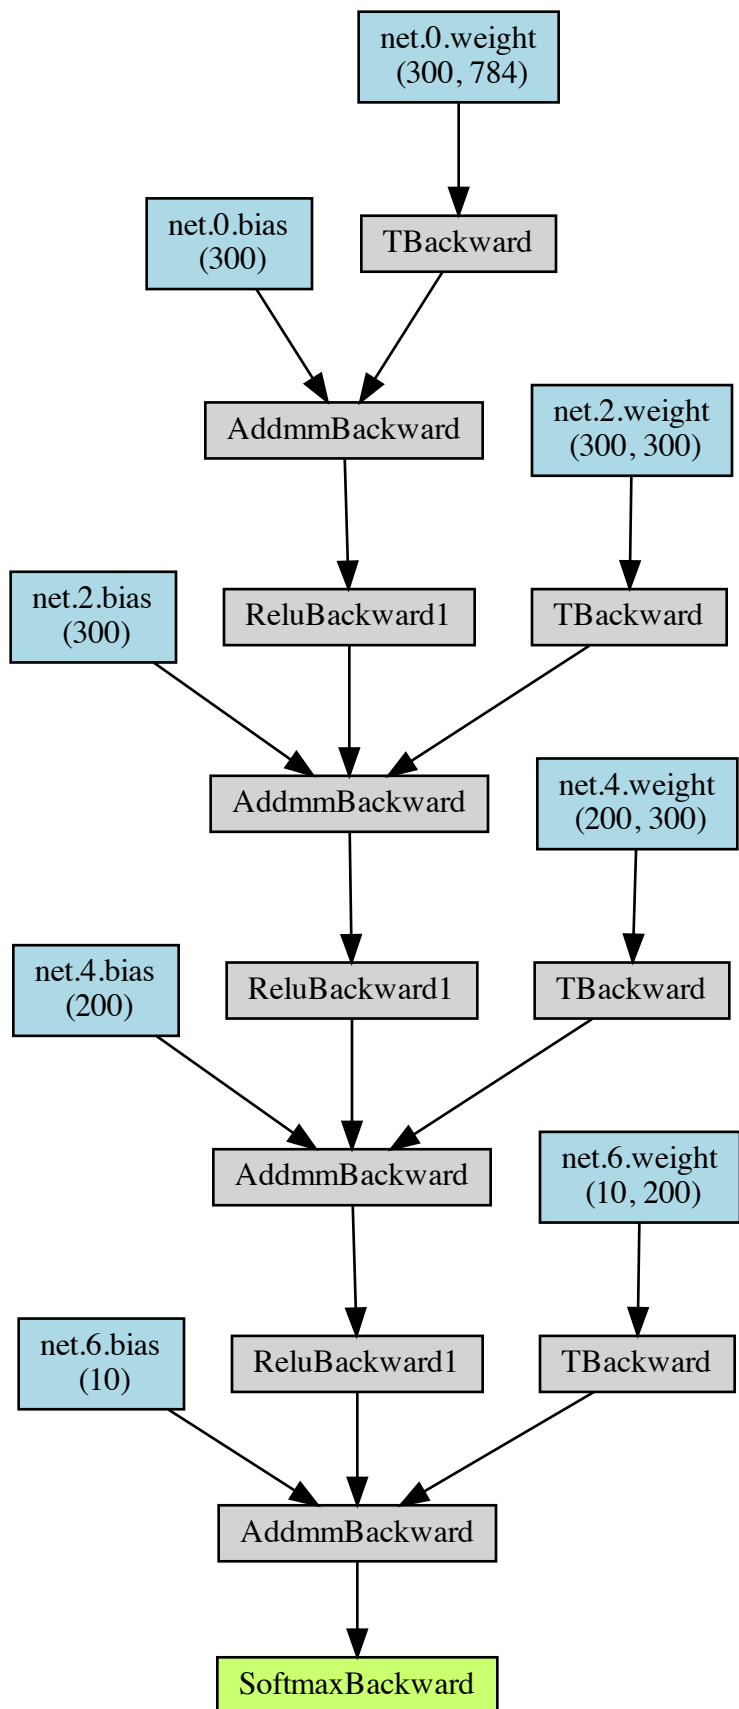 net.0.weight
(300, 784)
net.0.bias
(300)
TBackward
AddmmBackward
net.2.weight
(300, 300)
net.2.bias
(300)
ReluBackward1
TBackward
AddmmBackward
net.4.weight
(200, 300)
net.4.bias
(200)
ReluBackward1
TBackward
AddmmBackward
net.6.weight
(10, 200)
net.6.bias
(10)
ReluBackward1
TBackward
AddmmBackward
SoftmaxBackward